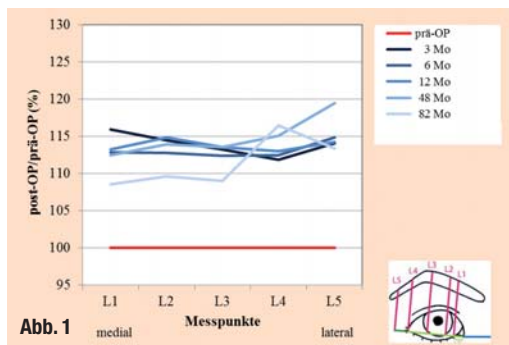 130
125
120
115
110
105
100
95
post-OP/prä-OP (%)
L1 L2 L3 L4 L5
medial Messpunkte lateral
Abb. 1
prä-OP
3 Mo
6 Mo
12 Mo
48 Mo
82 Mo
L5 L4 L3 L2 L1